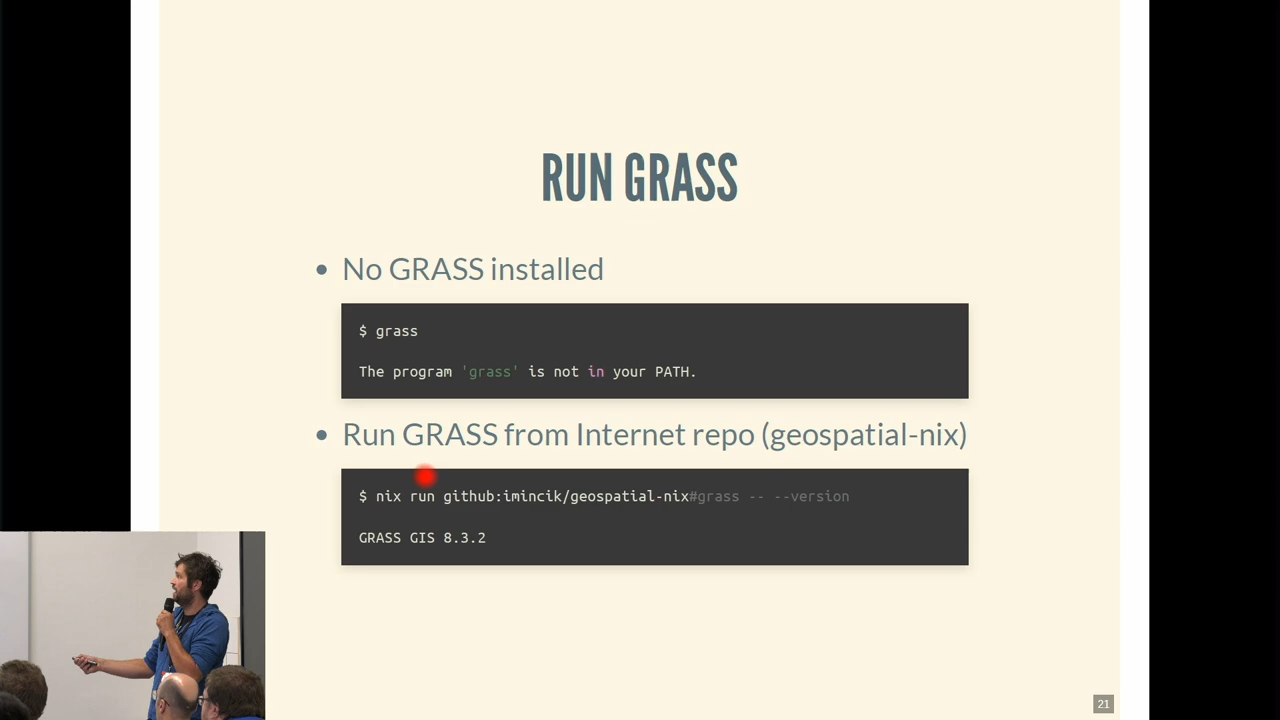 RUN GRASS
• No GRASS installed
$ grass
The program 'grass' is not in your PATH.
• Run GRASS from Internet repo (geospatial-nix)
$ nix run github:imincik/geospatial-nix#grass -- --version
GRASS GIS 8.3.2
21